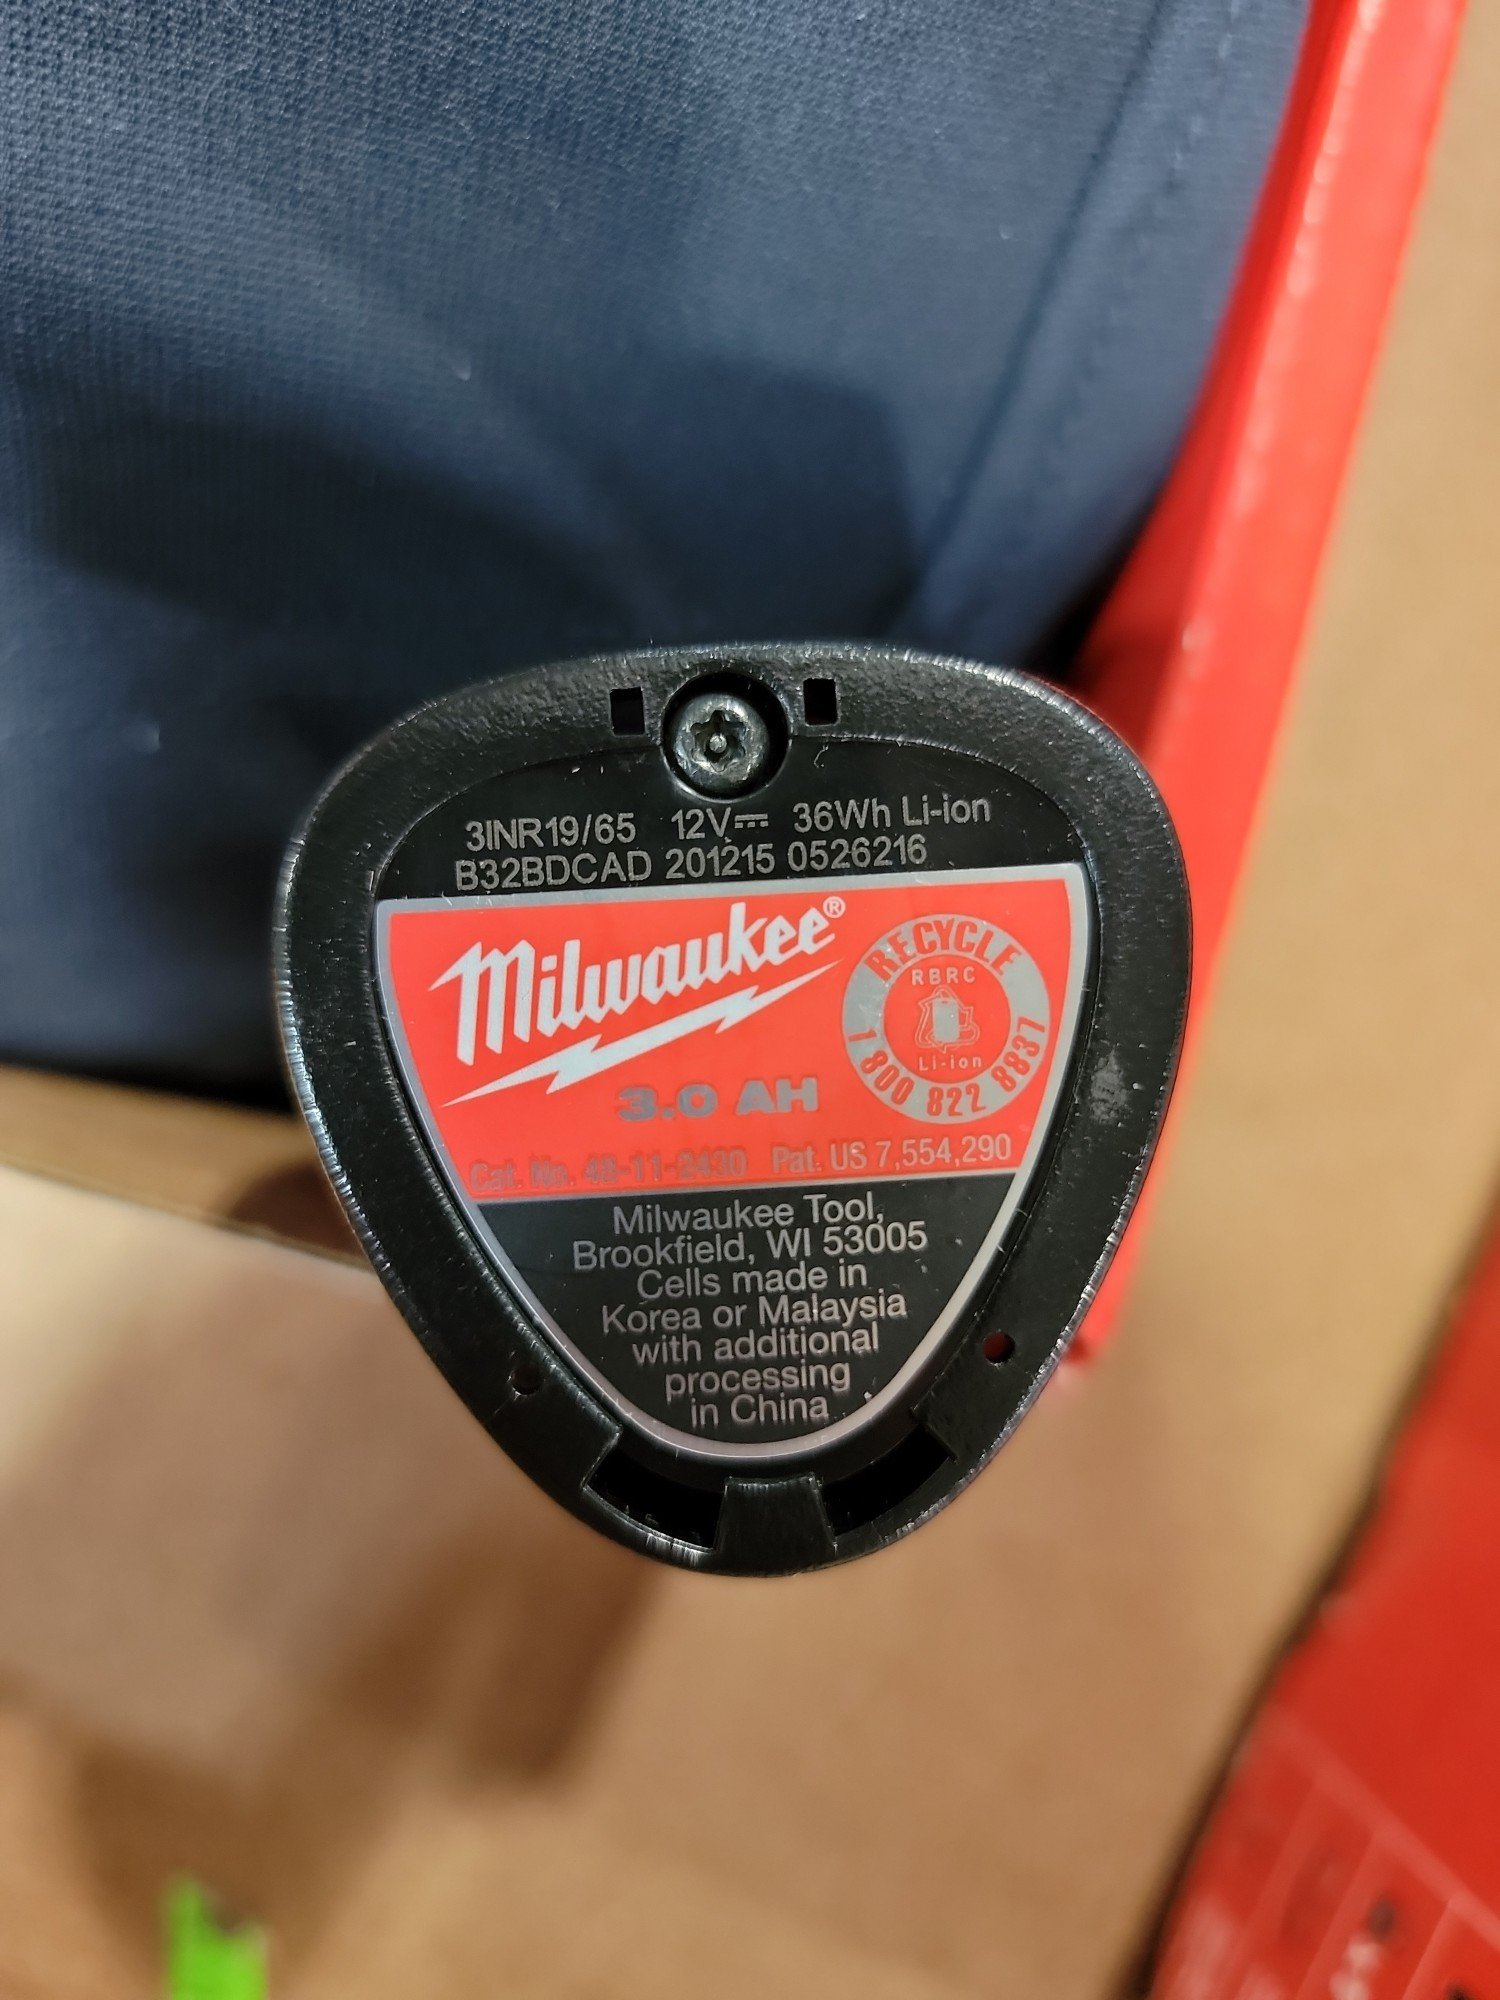 3INR19/65 12V⎓ 36Wh Li-ion
B32BDCAD 201215 0526216
Milwaukee®
RECYCLE
RBRC
Li-ion
1 800 822 8837
3.0 AH
Cat. No. 48-11-2430 Pat. US 7,554,290
Milwaukee Tool,
Brookfield, WI 53005
Cells made in
Korea or Malaysia
with additional
processing
in China